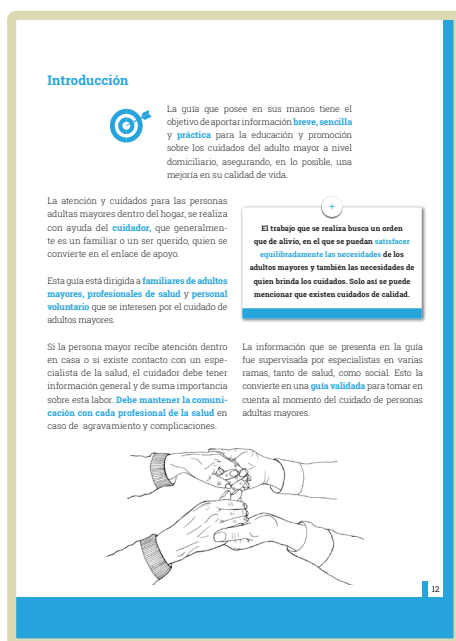 Introducción
La guía que posee en sus manos tiene el
objetivo de aportar información breve, sencilla
y práctica para la educación y promoción
sobre los cuidados del adulto mayor a nivel
domiciliario, asegurando, en lo posible, una
mejoría en su calidad de vida.
La atención y cuidados para las personas
adultas mayores dentro del hogar, se realiza
con ayuda del cuidador, que generalmen-
te es un familiar o un ser querido, quien se
convierte en el enlace de apoyo.
Esta guía está dirigida a familiares de adultos
mayores, profesionales de salud y personal
voluntario que se interesen por el cuidado de
adultos mayores.
Si la persona mayor recibe atención dentro
en casa o si existe contacto con un espe-
cialista de la salud, el cuidador debe tener
información general y de suma importancia
sobre esta labor. Debe mantener la comuni-
cación con cada profesional de la salud en
caso de agravamiento y complicaciones.
+
El trabajo que se realiza busca un orden
que de alivio, en el que se puedan satisfacer
equilibradamente las necesidades de los
adultos mayores y también las necesidades de
quien brinda los cuidados. Solo así se puede
mencionar que existen cuidados de calidad.
La información que se presenta en la guía
fue supervisada por especialistas en varias
ramas, tanto de salud, como social. Esto la
convierte en una guía validada para tomar en
cuenta al momento del cuidado de personas
adultas mayores.
12